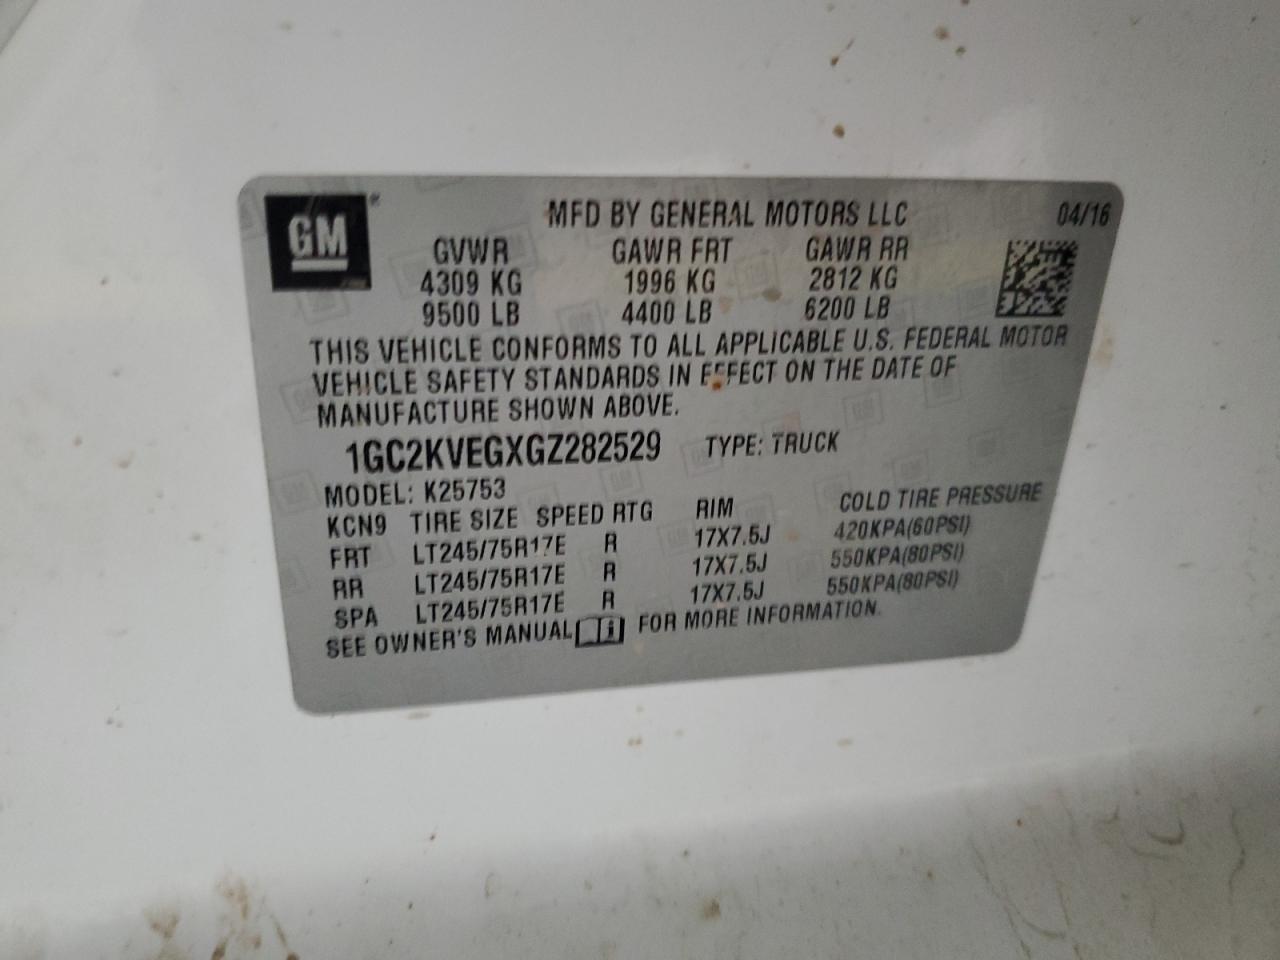 GM®
MFD BY GENERAL MOTORS LLC 04/16
GVWR GAWR FRT GAWR RR
4309 KG 1996 KG 2812 KG
9500 LB 4400 LB 6200 LB
THIS VEHICLE CONFORMS TO ALL APPLICABLE U.S. FEDERAL MOTOR
VEHICLE SAFETY STANDARDS IN EFFECT ON THE DATE OF
MANUFACTURE SHOWN ABOVE.
1GC2KVEGXGZ282529 TYPE: TRUCK
MODEL: K25753
KCN9 TIRE SIZE SPEED RTG RIM COLD TIRE PRESSURE
FRT LT245/75R17E R 17X7.5J 420KPA(60PSI)
RR LT245/75R17E R 17X7.5J 550KPA(80PSI)
SPA LT245/75R17E R 17X7.5J 550KPA(80PSI)
SEE OWNER'S MANUAL i FOR MORE INFORMATION.